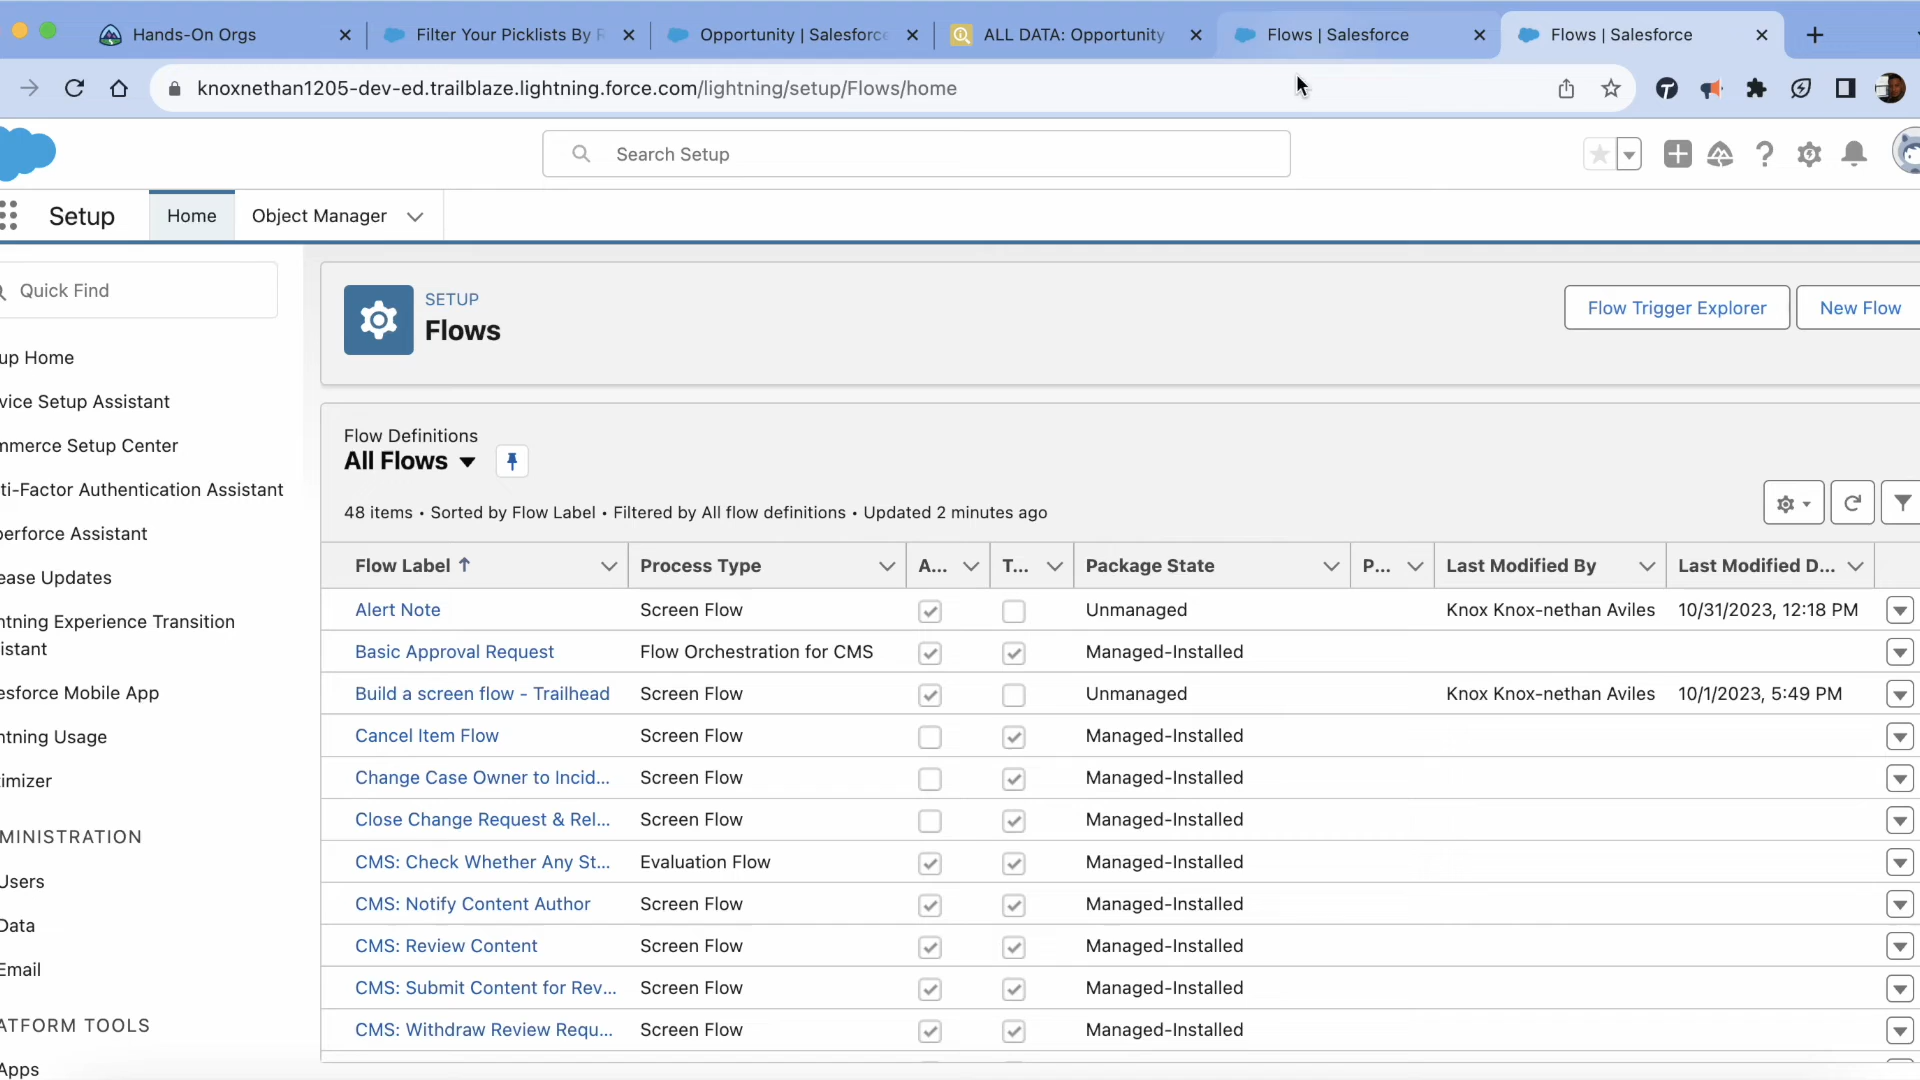 Hands-On Orgs
Filter Your Picklists By R
Opportunity | Salesforce
ALL DATA: Opportunity
Flows | Salesforce
Flows | Salesforce
knoxnethan1205-dev-ed.trailblaze.lightning.force.com/lightning/setup/Flows/home
Search Setup
Setup
Home
Object Manager
Quick Find
up Home
vice Setup Assistant
mmerce Setup Center
ti-Factor Authentication Assistant
perforce Assistant
ease Updates
htning Experience Transition
istant
esforce Mobile App
htning Usage
timizer
MINISTRATION
Users
Data
Email
ATFORM TOOLS
Apps
SETUP
Flows
Flow Trigger Explorer
New Flow
Flow Definitions
All Flows
48 items • Sorted by Flow Label • Filtered by All flow definitions • Updated 2 minutes ago
Flow Label ↑ Process Type A... T... Package State P... Last Modified By Last Modified D...
Alert Note Screen Flow Unmanaged Knox Knox-nethan Aviles 10/31/2023, 12:18 PM
Basic Approval Request Flow Orchestration for CMS Managed-Installed
Build a screen flow - Trailhead Screen Flow Unmanaged Knox Knox-nethan Aviles 10/1/2023, 5:49 PM
Cancel Item Flow Screen Flow Managed-Installed
Change Case Owner to Incid... Screen Flow Managed-Installed
Close Change Request & Rel... Screen Flow Managed-Installed
CMS: Check Whether Any St... Evaluation Flow Managed-Installed
CMS: Notify Content Author Screen Flow Managed-Installed
CMS: Review Content Screen Flow Managed-Installed
CMS: Submit Content for Rev... Screen Flow Managed-Installed
CMS: Withdraw Review Requ... Screen Flow Managed-Installed